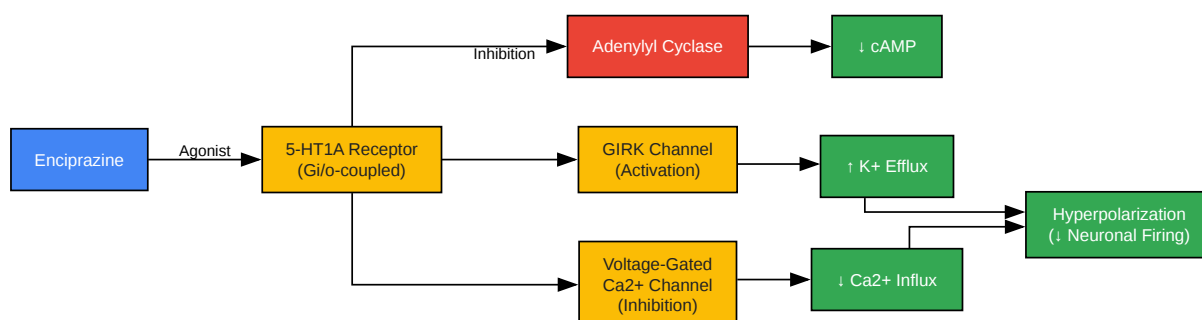 Inhibition
Adenylyl Cyclase
↓ cAMP
Enciprazine
Agonist
5-HT1A Receptor
(Gi/o-coupled)
GIRK Channel
(Activation)
↑ K+ Efflux
Voltage-Gated
Ca2+ Channel
(Inhibition)
↓ Ca2+ Influx
Hyperpolarization
(↓ Neuronal Firing)